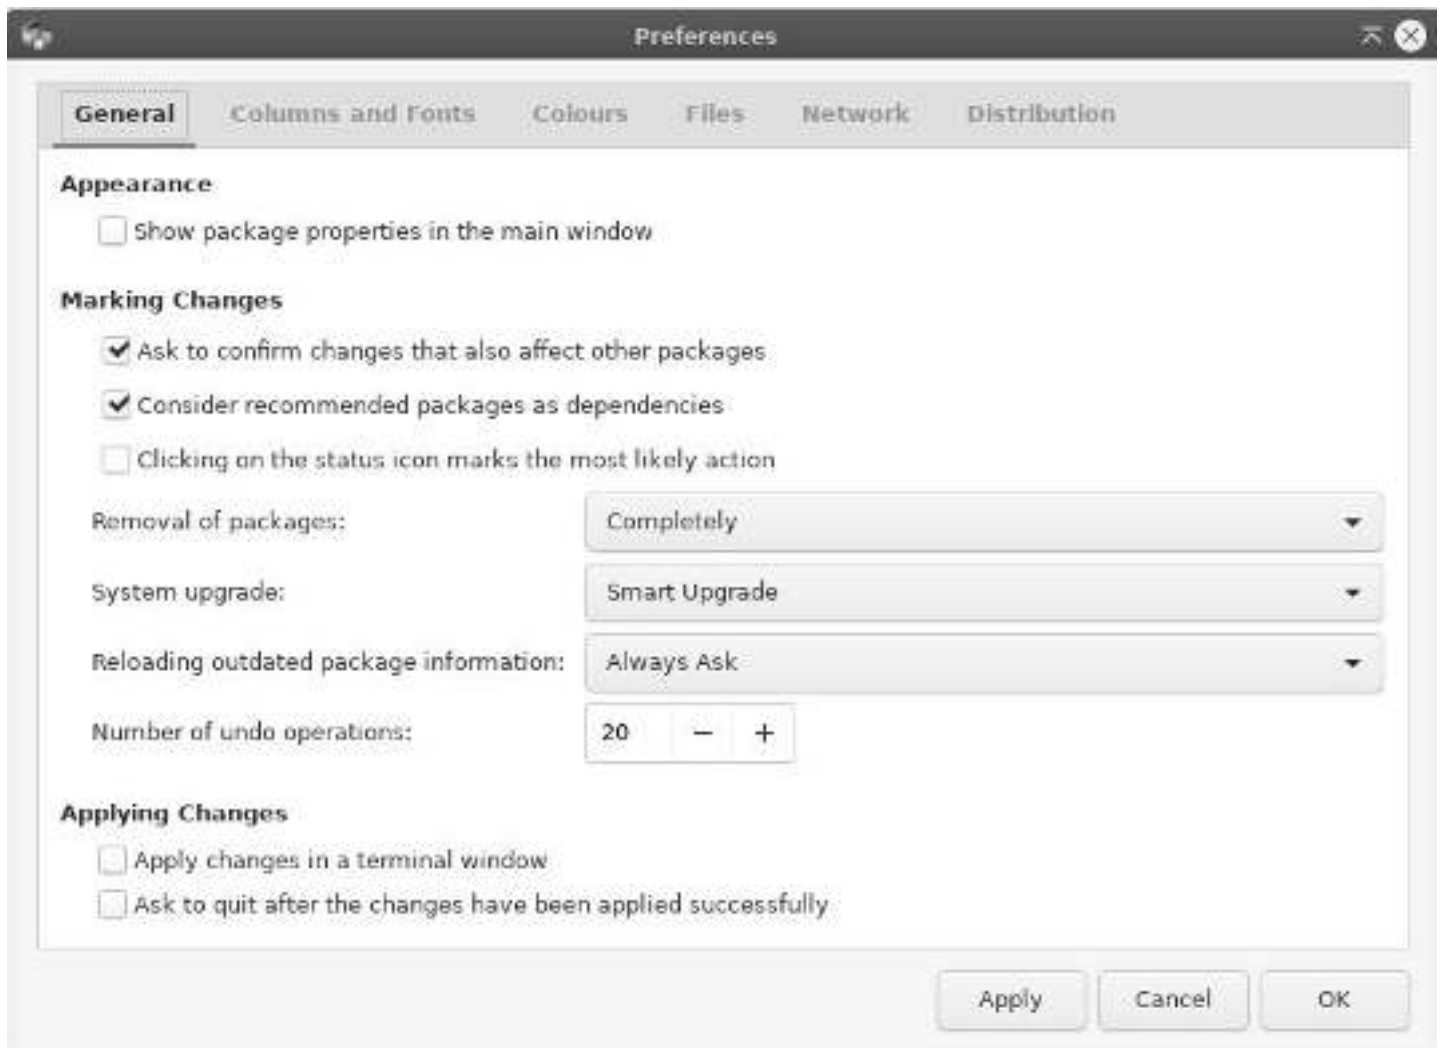 Preferences
General Columns and Fonts Colours Files Network Distribution
Appearance
Show package properties in the main window
Marking Changes
Ask to confirm changes that also affect other packages
Consider recommended packages as dependencies
Clicking on the status icon marks the most likely action
Removal of packages: Completely
System upgrade: Smart Upgrade
Reloading outdated package information: Always Ask
Number of undo operations: 20 − +
Applying Changes
Apply changes in a terminal window
Ask to quit after the changes have been applied successfully
Apply Cancel OK